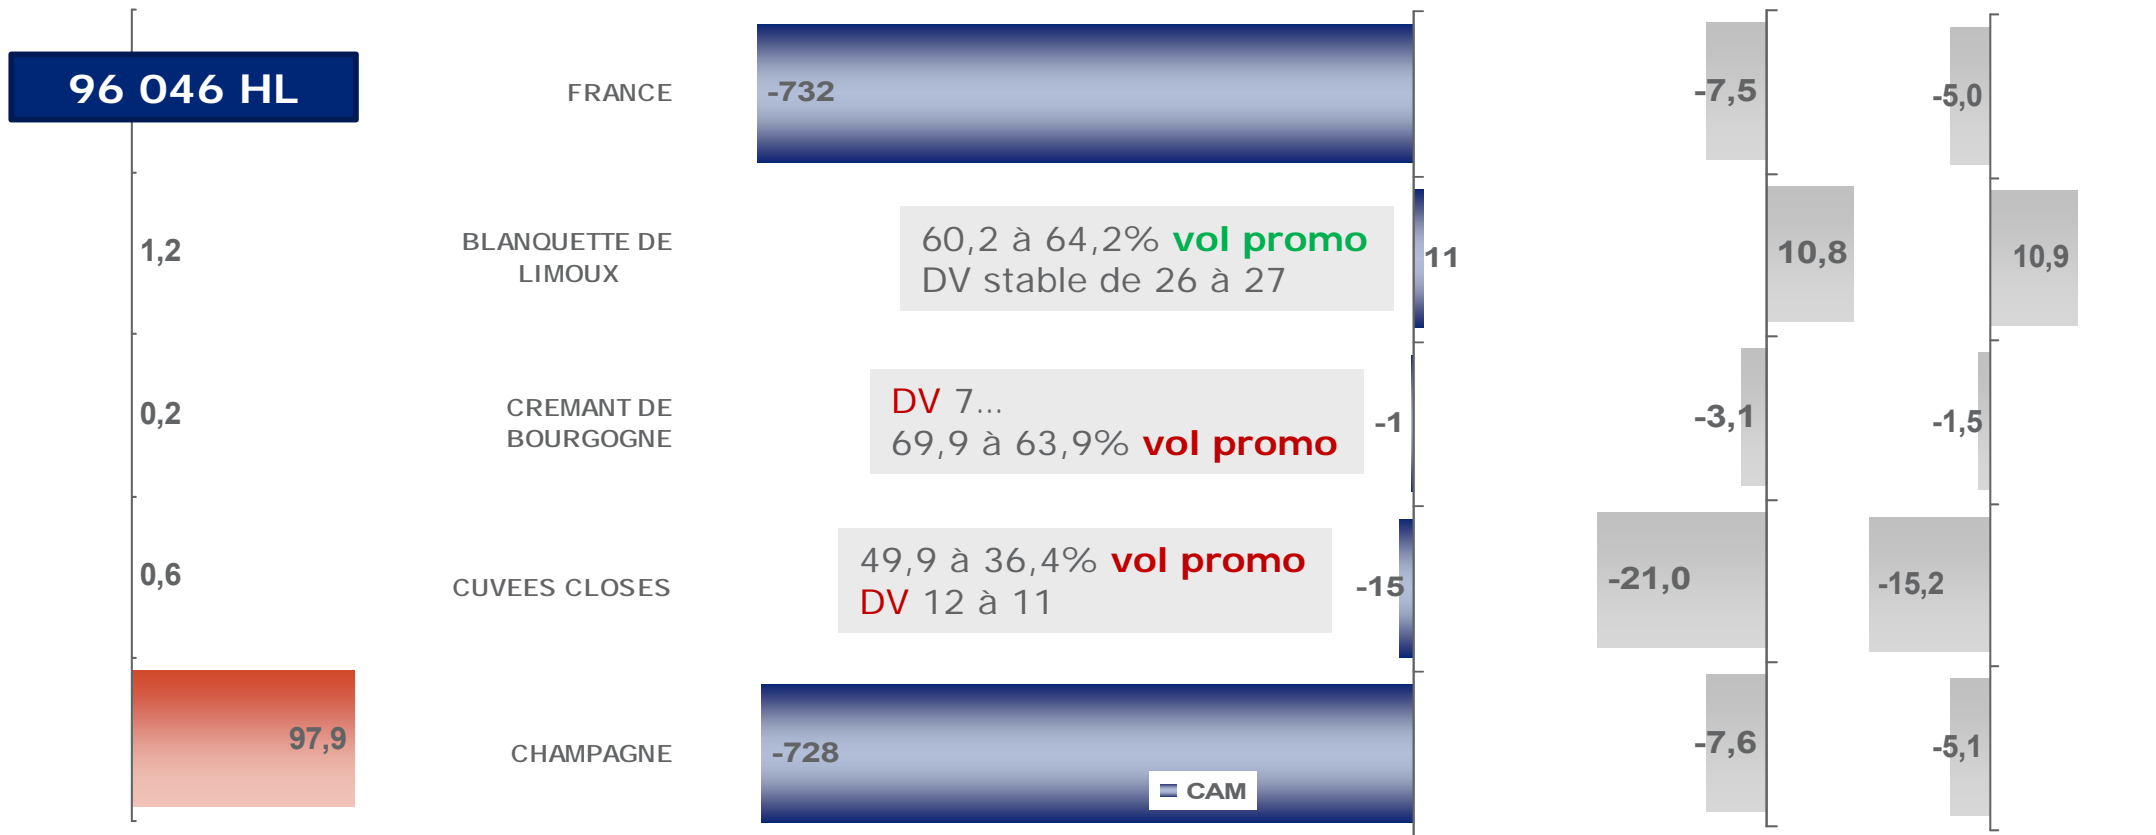 96 046 HL
FRANCE
-732
-7,5
-5,0
1,2
BLANQUETTE DE
LIMOUX
60,2 à 64,2% vol promo
DV stable de 26 à 27
11
10,8
10,9
0,2
CREMANT DE
BOURGOGNE
DV 7...
69,9 à 63,9% vol promo
-1
-3,1
-1,5
0,6
CUVEES CLOSES
49,9 à 36,4% vol promo
DV 12 à 11
-15
-21,0
-15,2
97,9
CHAMPAGNE
-728
-7,6
-5,1
CAM